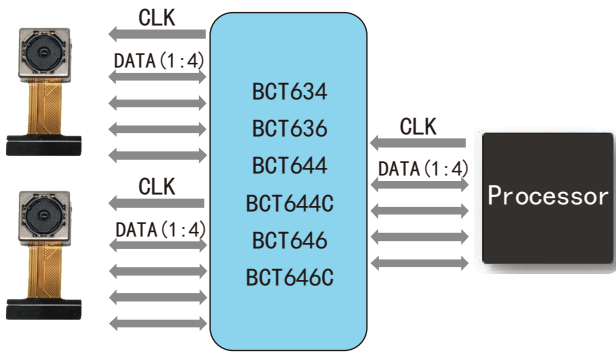 CLK
DATA(1:4)
CLK
DATA(1:4)
BCT634
BCT636
BCT644
BCT644C
BCT646
BCT646C
CLK
DATA(1:4)
Processor